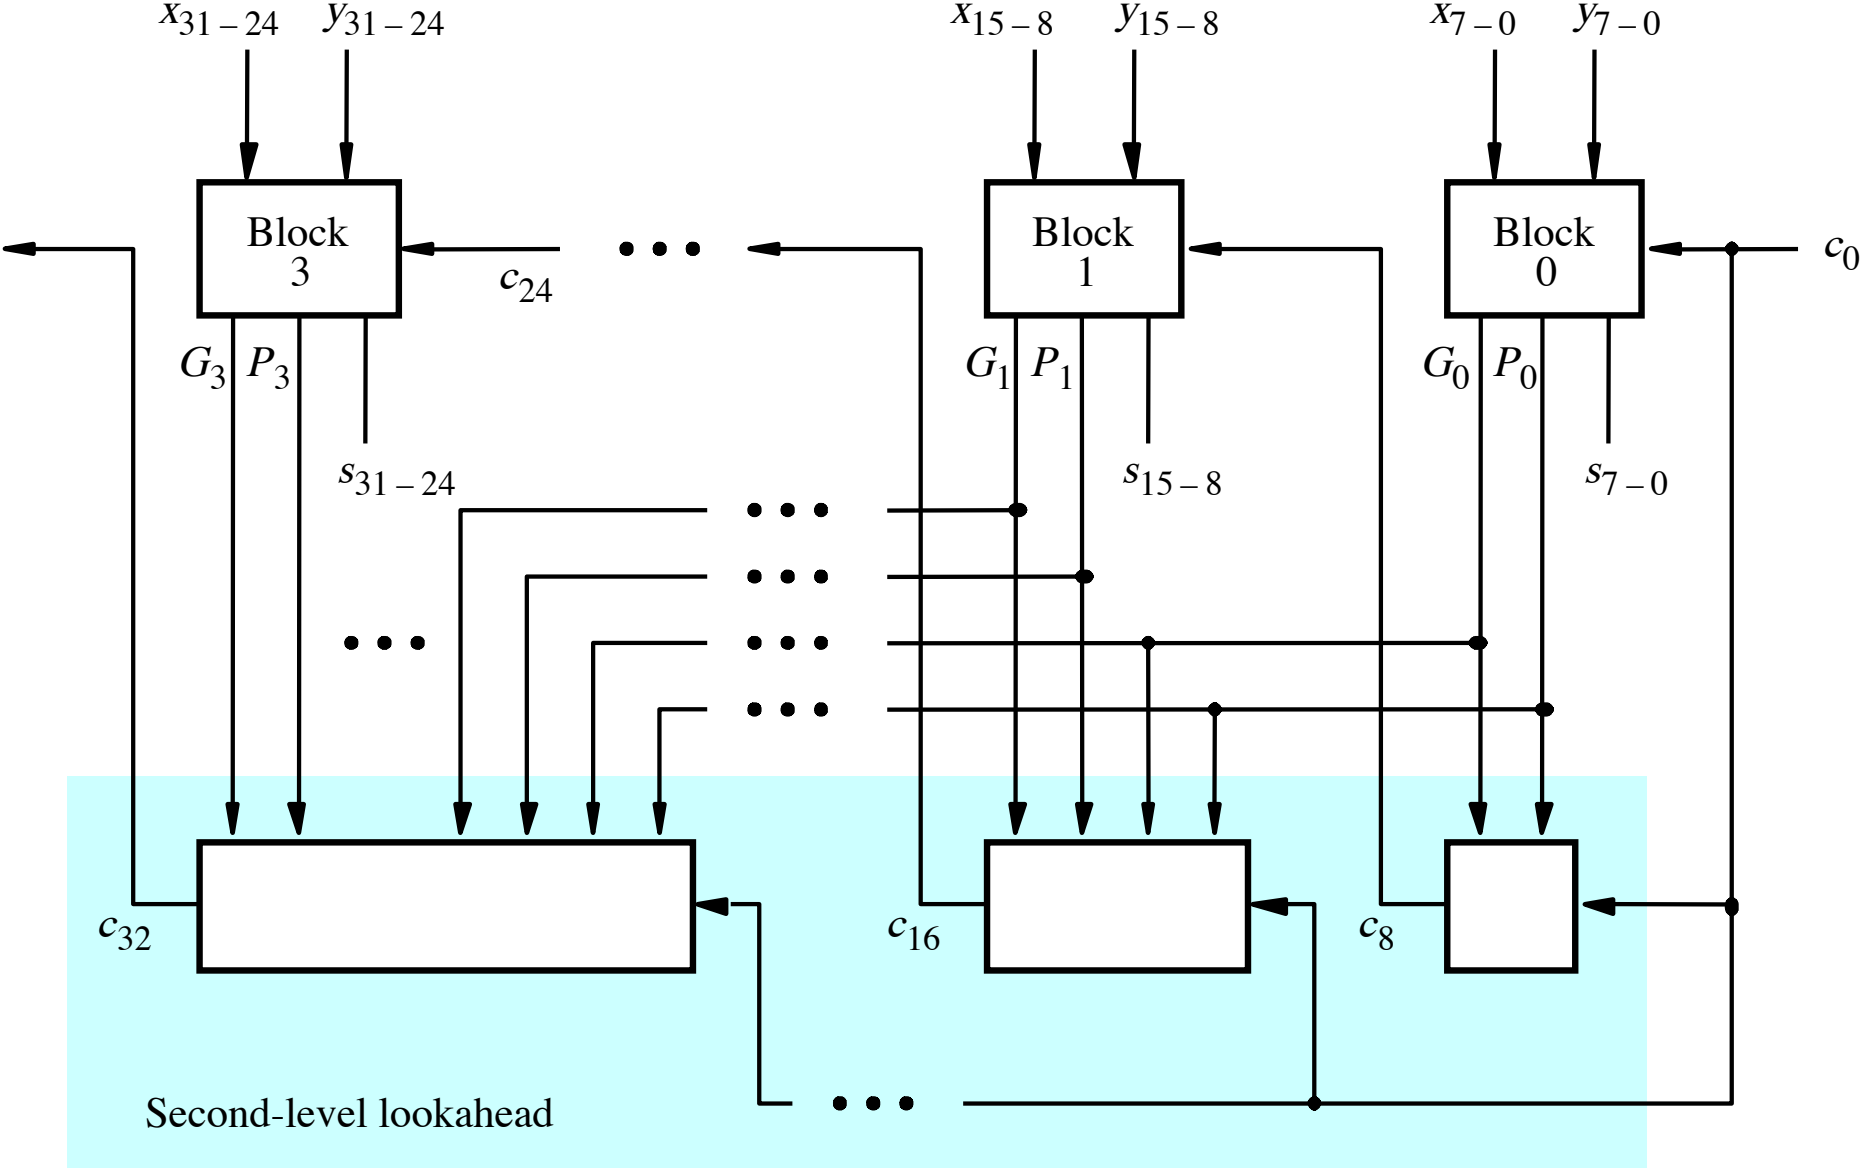 x₃₁₋₂₄ y₃₁₋₂₄ x₁₅₋₈ y₁₅₋₈ x₇₋₀ y₇₋₀
Block Block Block
3 1 0
c₀
c₂₄
G₃ P₃ G₁ P₁ G₀ P₀
s₃₁₋₂₄ s₁₅₋₈ s₇₋₀
c₃₂ c₁₆ c₈
Second-level lookahead